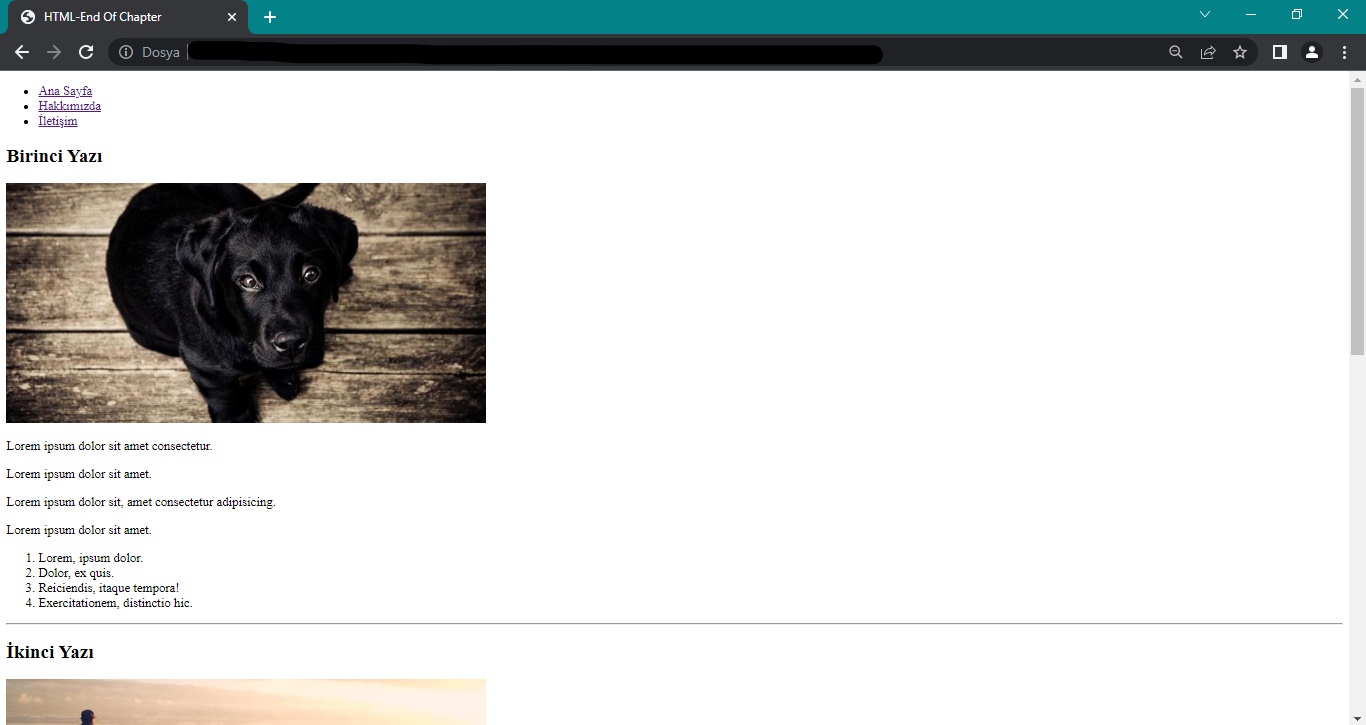 HTML-End Of Chapter
Dosya
Ana Sayfa
Hakkımızda
İletişim
Birinci Yazı
Lorem ipsum dolor sit amet consectetur.
Lorem ipsum dolor sit amet.
Lorem ipsum dolor sit, amet consectetur adipisicing.
Lorem ipsum dolor sit amet.
1. Lorem, ipsum dolor.
2. Dolor, ex quis.
3. Reiciendis, itaque tempora!
4. Exercitationem, distinctio hic.
İkinci Yazı